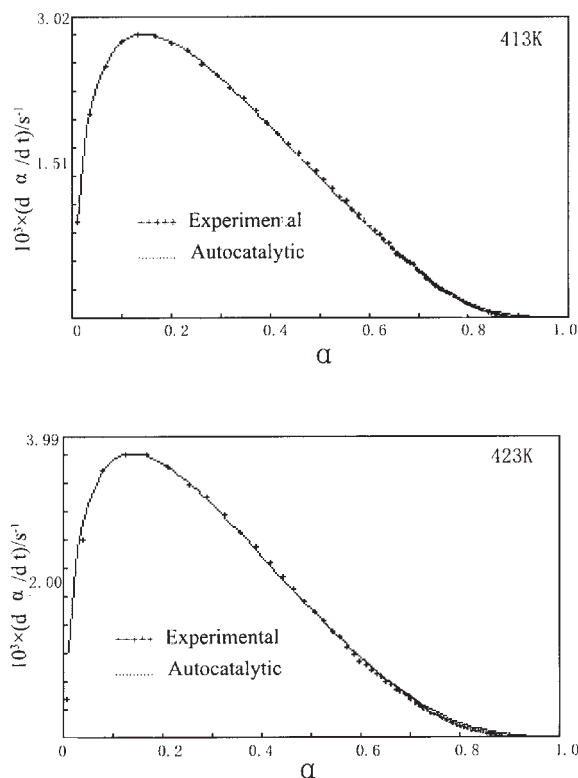 3.02
413K
1.51
10³×(d α/dt)/s⁻¹
Experimental
Autocatalytic
0 0.2 0.4 0.6 0.8 1.0
α
3.99
423K
2.00
10³×(d α/dt)/s⁻¹
Experimental
Autocatalytic
0 0.2 0.4 0.6 0.8 1.0
α